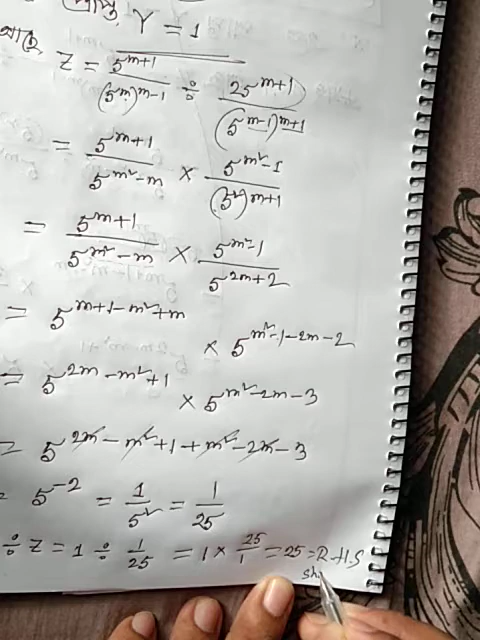 Y = 1
Z = 5^(m+1) / (5^m)^(m-1) ÷ 25^(m+1) / (5^(m-1))^(m+1)
= 5^(m+1) / 5^(m²-m) × 5^(m²-1) / (5²)^(m+1)
= 5^(m+1) / 5^(m²-m) × 5^(m²-1) / 5^(2m+2)
= 5^(m+1-m²+m) × 5^(m²-1-2m-2)
= 5^(2m-m²+1) × 5^(m²-2m-3)
= 5^(2m-m²+1+m²-2m-3)
= 5^(-2) = 1/5² = 1/25
÷ Z = 1 ÷ 1/25 = 1 × 25/1 = 25 = R.H.S